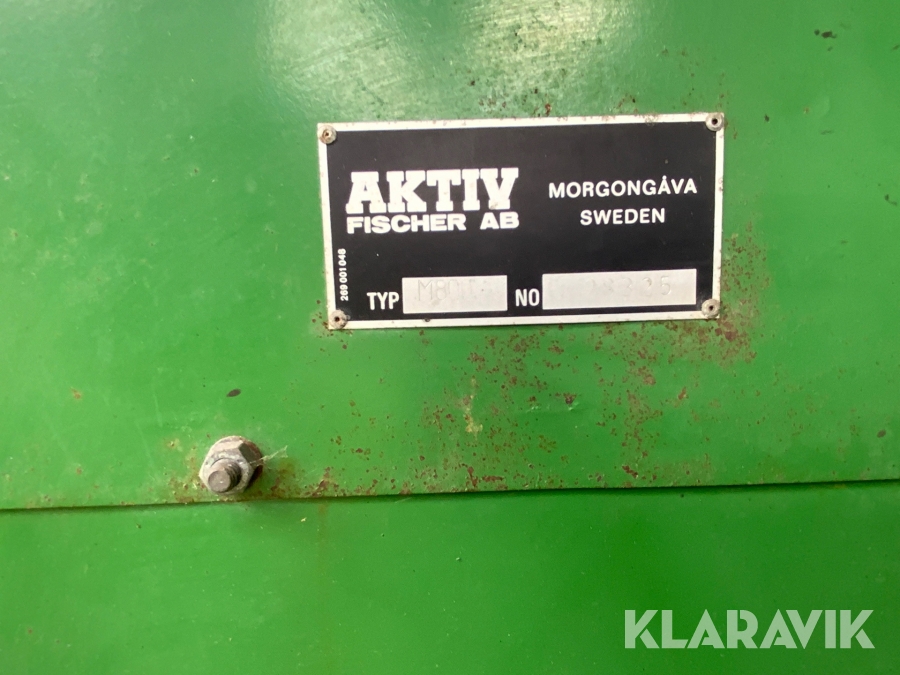 AKTIV
FISCHER AB
MORGONGÅVA
SWEDEN
269 001 048
TYP
NO
KLARAVIK